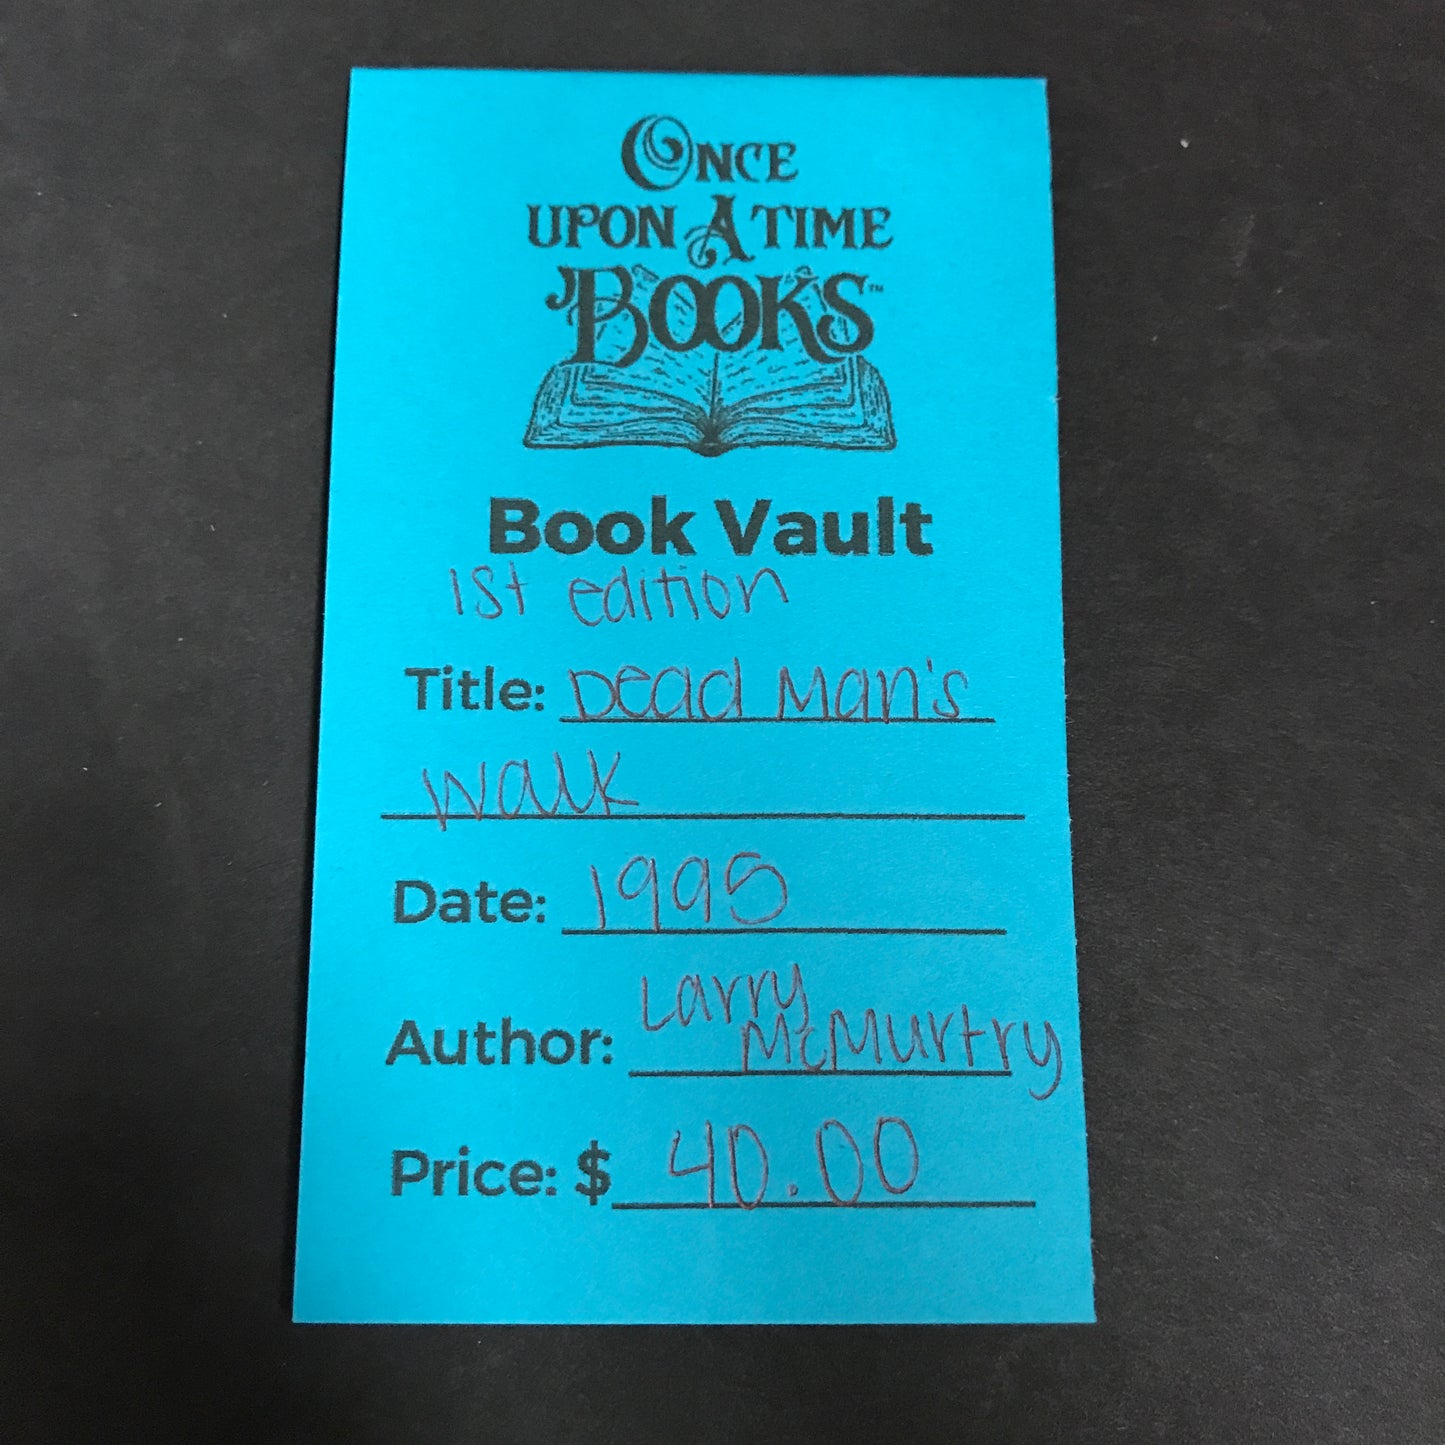 ONCE
UPON A TIME
BOOKS™
Book Vault
1st edition
Title: Dead Man's
Walk
Date: 1995
Larry
Author: McMurtry
Price: $ 40.00